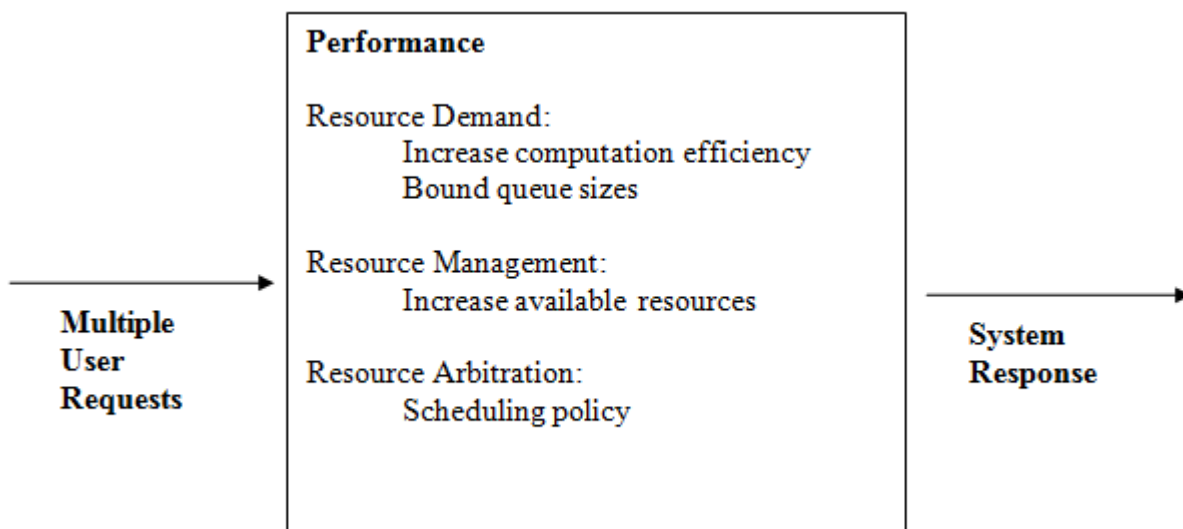 Performance
Resource Demand:
Increase computation efficiency
Bound queue sizes
Resource Management:
Increase available resources
Resource Arbitration:
Scheduling policy
Multiple
User
Requests
System
Response